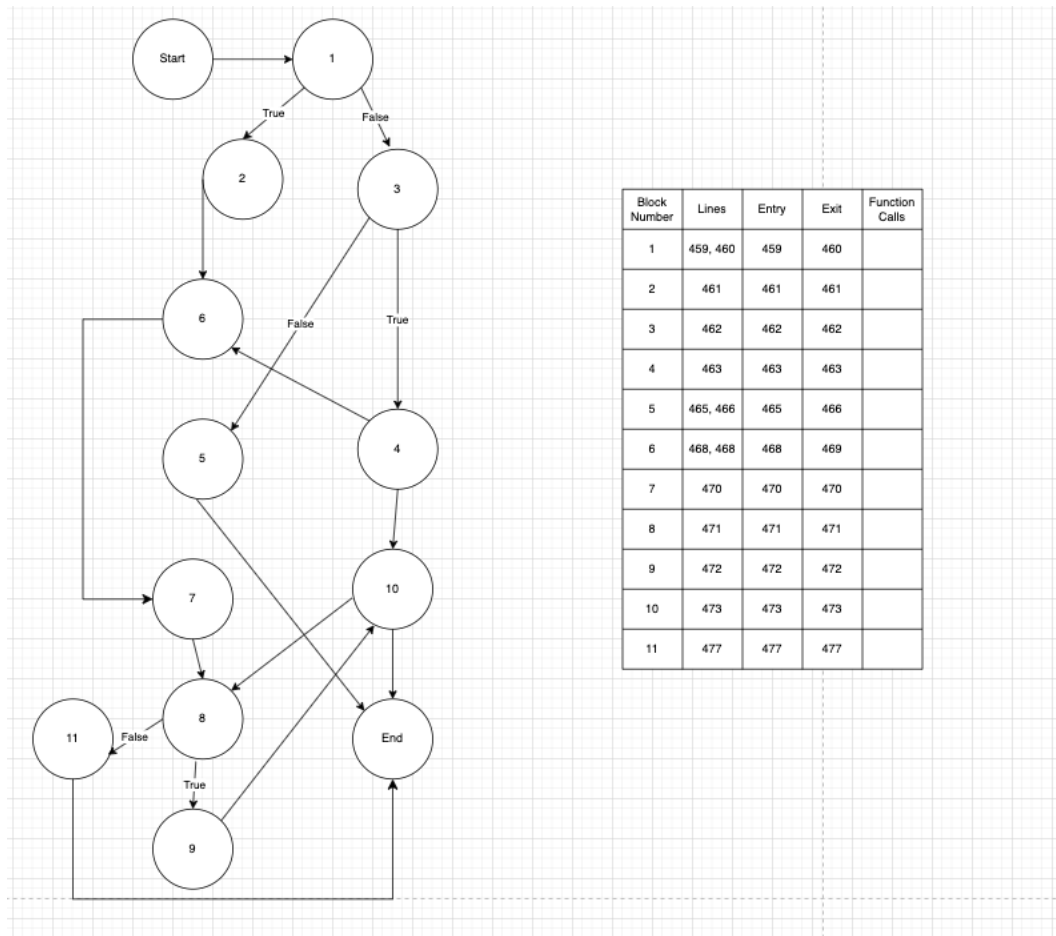 Start
1
True
False
2
3
6
False
True
5
4
7
10
8
11
False
End
True
9
Block Number Lines Entry Exit Function Calls
1 459, 460 459 460
2 461 461 461
3 462 462 462
4 463 463 463
5 465, 466 465 466
6 468, 468 468 469
7 470 470 470
8 471 471 471
9 472 472 472
10 473 473 473
11 477 477 477